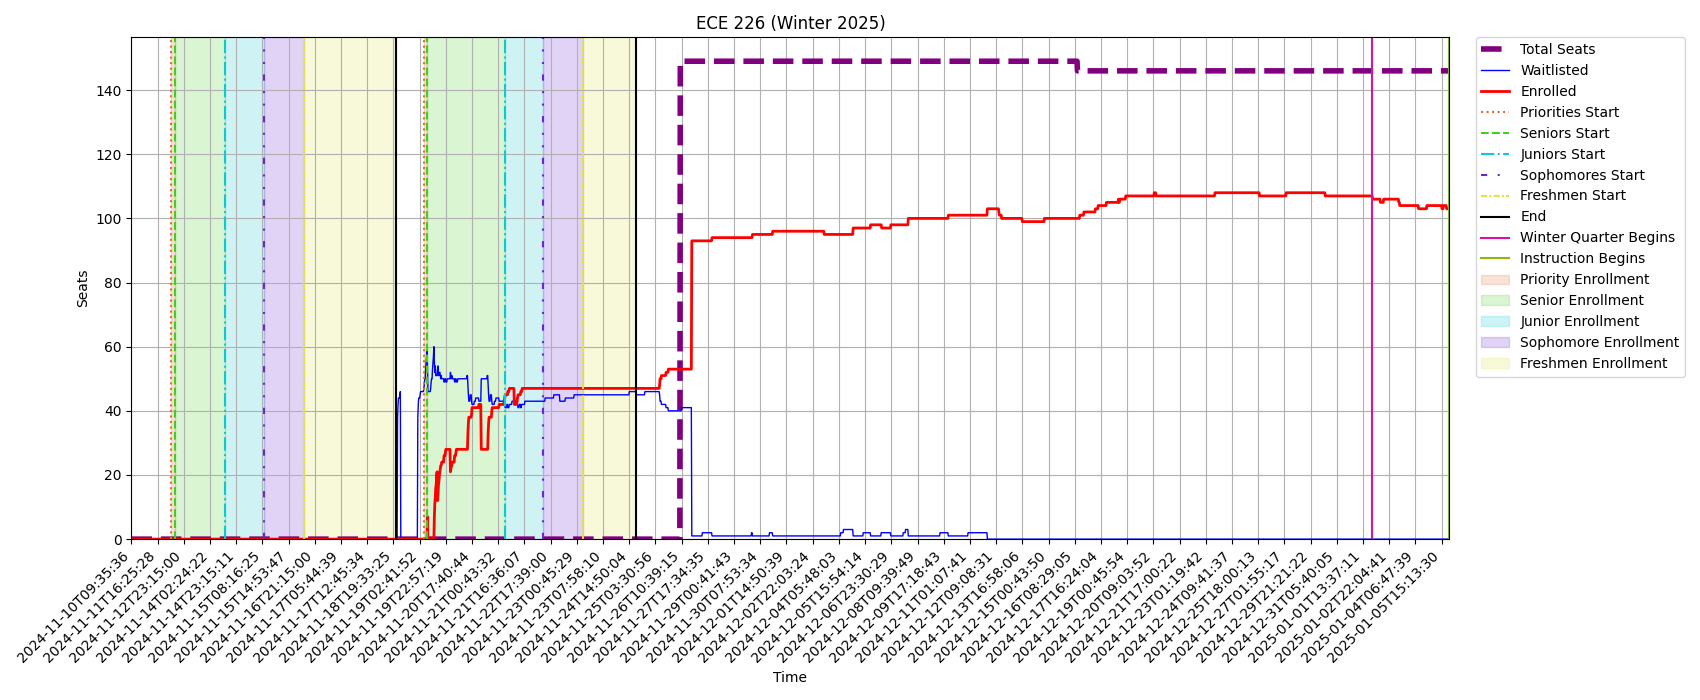 ECE 226 (Winter 2025)
Seats
140
120
100
80
60
40
20
0
2024-11-10T09:35:36
2024-11-11T16:25:28
2024-11-12T23:15:00
2024-11-14T02:24:22
2024-11-14T23:15:11
2024-11-15T08:16:25
2024-11-15T14:53:47
2024-11-16T21:15:00
2024-11-17T05:44:39
2024-11-17T12:45:34
2024-11-18T19:33:25
2024-11-19T02:41:52
2024-11-19T22:57:19
2024-11-20T17:40:44
2024-11-21T00:43:32
2024-11-21T16:36:07
2024-11-22T17:39:00
2024-11-23T00:45:29
2024-11-23T07:58:10
2024-11-24T14:50:04
2024-11-25T03:30:56
2024-11-26T10:39:15
2024-11-27T17:34:35
2024-11-29T00:41:43
2024-11-30T07:53:34
2024-12-01T14:50:39
2024-12-02T22:03:24
2024-12-04T05:48:03
2024-12-05T15:54:14
2024-12-06T23:30:29
2024-12-08T09:39:49
2024-12-09T17:18:43
2024-12-11T01:07:41
2024-12-12T09:08:31
2024-12-13T16:58:06
2024-12-15T00:43:50
2024-12-16T08:29:05
2024-12-17T16:24:04
2024-12-19T00:45:54
2024-12-20T09:03:52
2024-12-21T17:00:22
2024-12-23T01:19:42
2024-12-24T09:41:37
2024-12-25T18:00:13
2024-12-27T01:55:17
2024-12-29T21:21:22
2024-12-31T05:40:05
2025-01-01T13:37:11
2025-01-02T22:04:41
2025-01-04T06:47:39
2025-01-05T15:13:30
Time
Total Seats
Waitlisted
Enrolled
Priorities Start
Seniors Start
Juniors Start
Sophomores Start
Freshmen Start
End
Winter Quarter Begins
Instruction Begins
Priority Enrollment
Senior Enrollment
Junior Enrollment
Sophomore Enrollment
Freshmen Enrollment